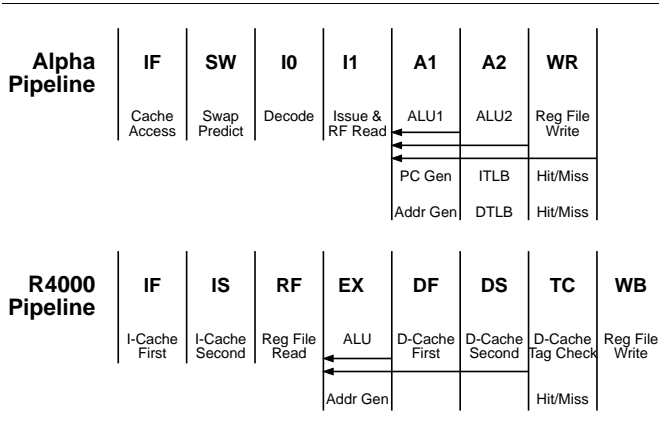 Alpha Pipeline IF SW I0 I1 A1 A2 WR
Cache Access Swap Predict Decode Issue & RF Read ALU1 ALU2 Reg File Write
PC Gen ITLB Hit/Miss
Addr Gen DTLB Hit/Miss
R4000 Pipeline IF IS RF EX DF DS TC WB
I-Cache First I-Cache Second Reg File Read ALU D-Cache First D-Cache Second D-Cache Tag Check Reg File Write
Addr Gen Hit/Miss